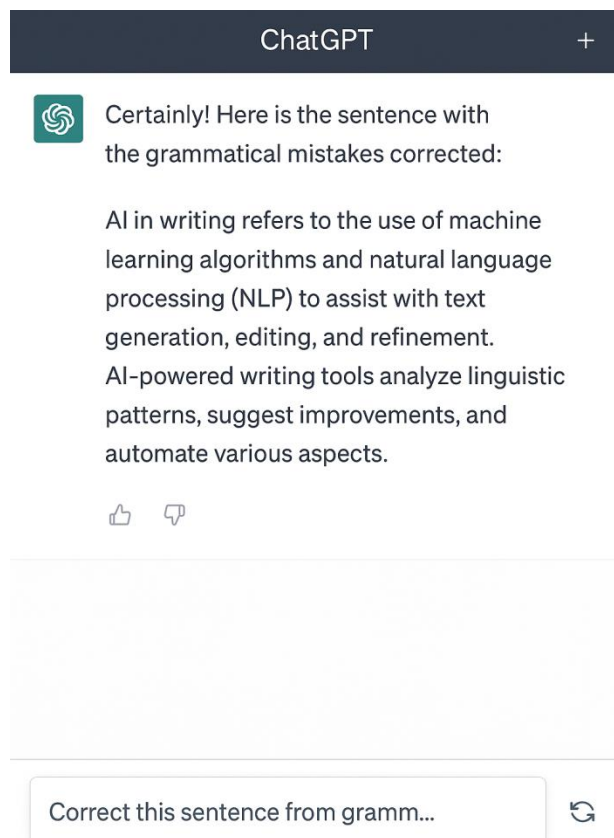 ChatGPT +
Certainly! Here is the sentence with
the grammatical mistakes corrected:
AI in writing refers to the use of machine
learning algorithms and natural language
processing (NLP) to assist with text
generation, editing, and refinement.
AI-powered writing tools analyze linguistic
patterns, suggest improvements, and
automate various aspects.
Correct this sentence from gramm...